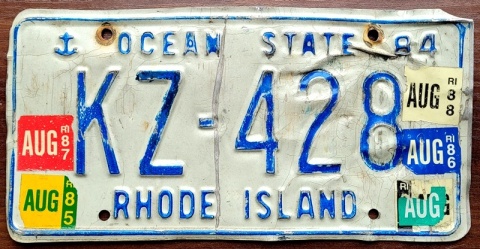 OCEAN STATE 84
KZ-428
AUG RI 88
AUG RI 87
AUG RI 86
AUG 85
AUG
RHODE ISLAND